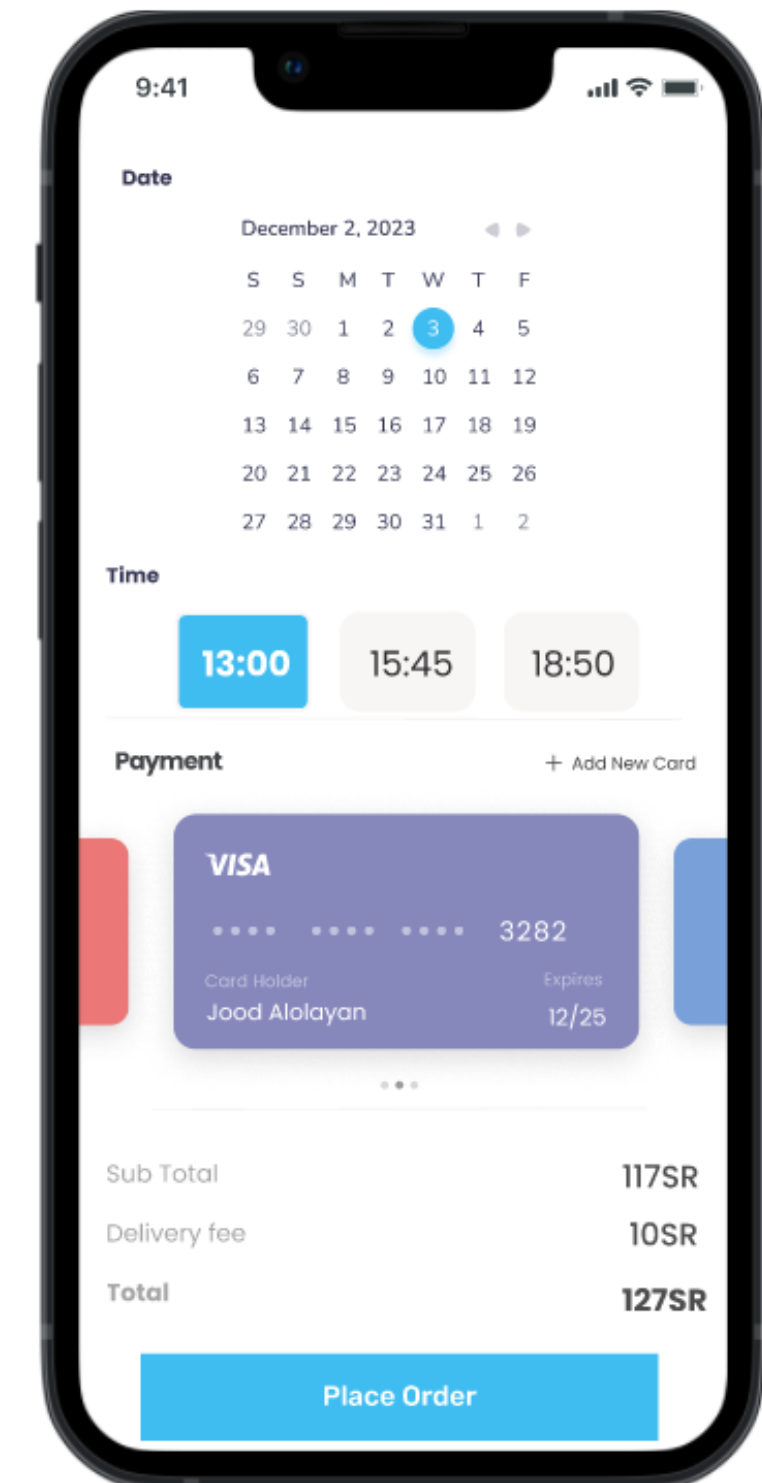 9:41
Date
December 2, 2023
S S M T W T F
29 30 1 2 3 4 5
6 7 8 9 10 11 12
13 14 15 16 17 18 19
20 21 22 23 24 25 26
27 28 29 30 31 1 2
Time
13:00 15:45 18:50
Payment + Add New Card
VISA
•••• •••• •••• 3282
Card Holder Expires
Jood Alolayan 12/25
Sub Total 117SR
Delivery fee 10SR
Total 127SR
Place Order